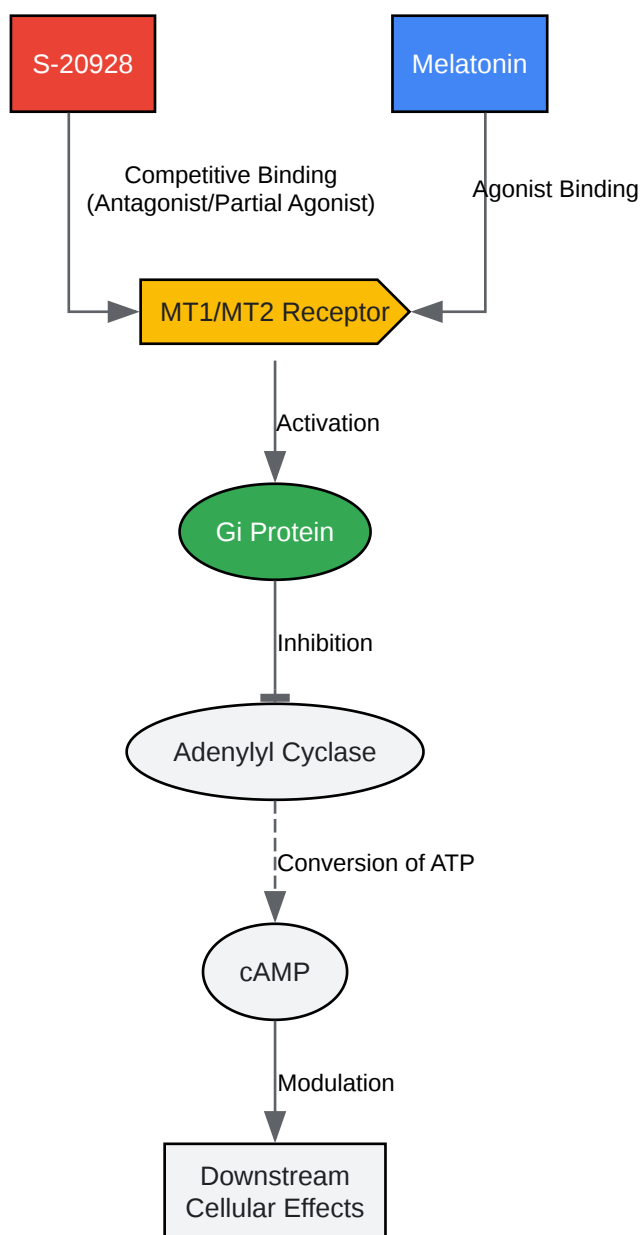 S-20928
Melatonin
Competitive Binding
(Antagonist/Partial Agonist)
Agonist Binding
MT1/MT2 Receptor
Activation
Gi Protein
Inhibition
Adenylyl Cyclase
Conversion of ATP
cAMP
Modulation
Downstream
Cellular Effects